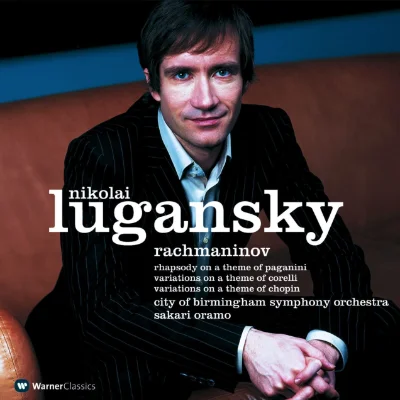 nikolai
lugansky
rachmaninov
rhapsody on a theme of paganini
variations on a theme of corelli
variations on a theme of chopin
city of birmingham symphony orchestra
sakari oramo
WarnerClassics